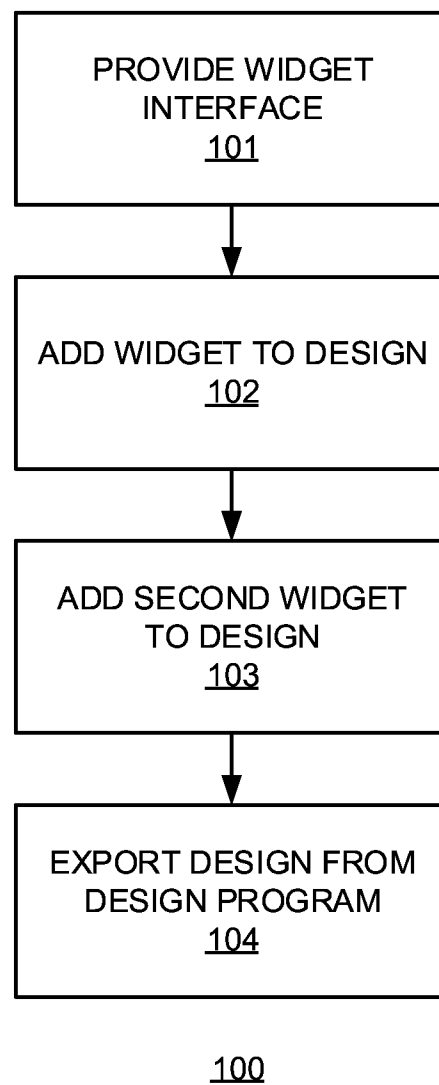 PROVIDE WIDGET
INTERFACE
101
ADD WIDGET TO DESIGN
102
ADD SECOND WIDGET
TO DESIGN
103
EXPORT DESIGN FROM
DESIGN PROGRAM
104
100